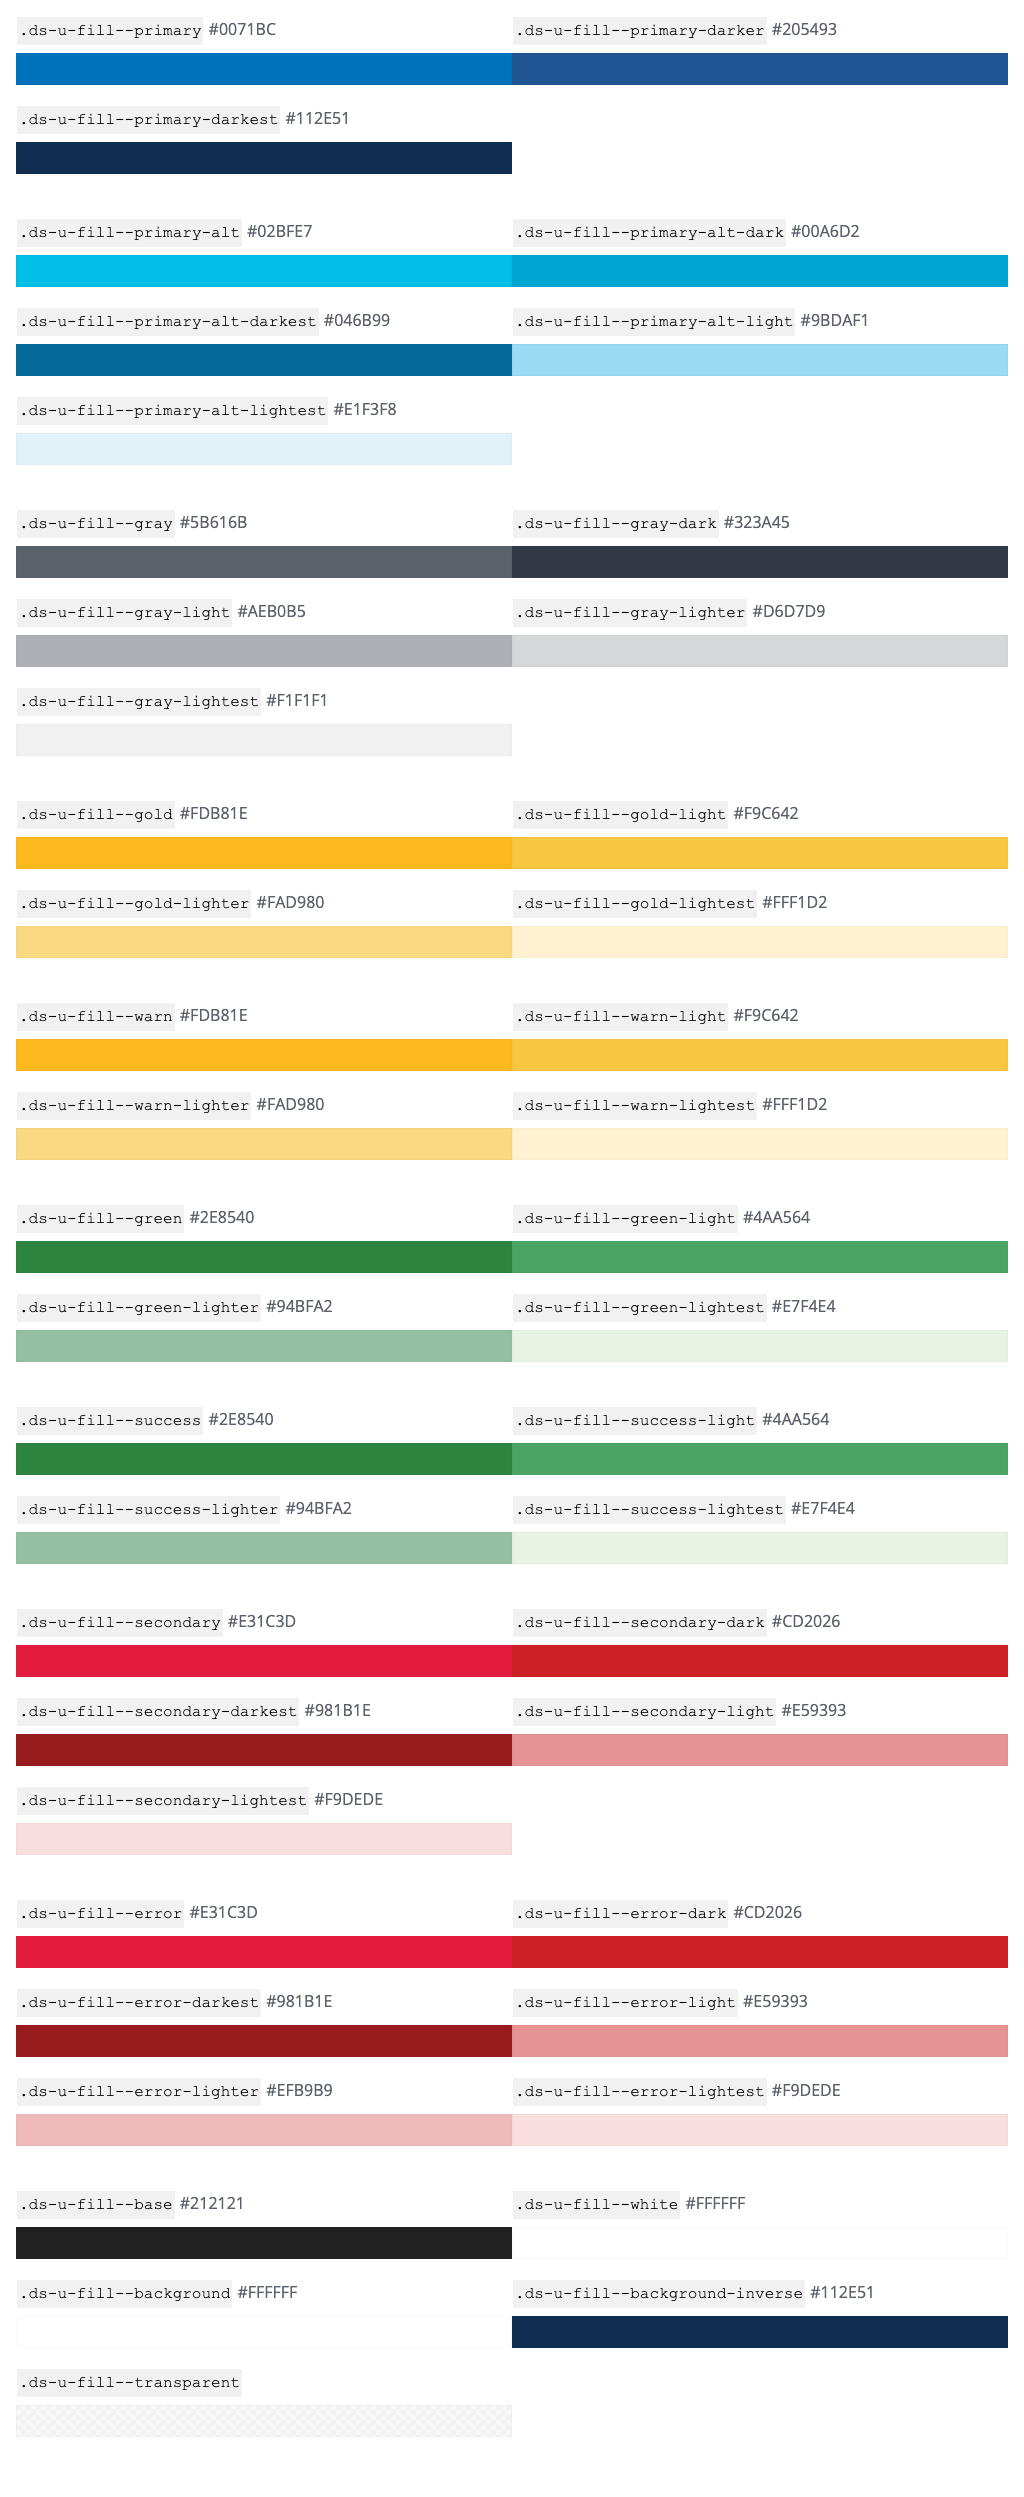 .ds-u-fill--primary #0071BC
.ds-u-fill--primary-darker #205493
.ds-u-fill--primary-darkest #112E51
.ds-u-fill--primary-alt #02BFE7
.ds-u-fill--primary-alt-dark #00A6D2
.ds-u-fill--primary-alt-darkest #046B99
.ds-u-fill--primary-alt-light #9BDAF1
.ds-u-fill--primary-alt-lightest #E1F3F8
.ds-u-fill--gray #5B616B
.ds-u-fill--gray-dark #323A45
.ds-u-fill--gray-light #AEB0B5
.ds-u-fill--gray-lighter #D6D7D9
.ds-u-fill--gray-lightest #F1F1F1
.ds-u-fill--gold #FDB81E
.ds-u-fill--gold-light #F9C642
.ds-u-fill--gold-lighter #FAD980
.ds-u-fill--gold-lightest #FFF1D2
.ds-u-fill--warn #FDB81E
.ds-u-fill--warn-light #F9C642
.ds-u-fill--warn-lighter #FAD980
.ds-u-fill--warn-lightest #FFF1D2
.ds-u-fill--green #2E8540
.ds-u-fill--green-light #4AA564
.ds-u-fill--green-lighter #94BFA2
.ds-u-fill--green-lightest #E7F4E4
.ds-u-fill--success #2E8540
.ds-u-fill--success-light #4AA564
.ds-u-fill--success-lighter #94BFA2
.ds-u-fill--success-lightest #E7F4E4
.ds-u-fill--secondary #E31C3D
.ds-u-fill--secondary-dark #CD2026
.ds-u-fill--secondary-darkest #981B1E
.ds-u-fill--secondary-light #E59393
.ds-u-fill--secondary-lightest #F9DEDE
.ds-u-fill--error #E31C3D
.ds-u-fill--error-dark #CD2026
.ds-u-fill--error-darkest #981B1E
.ds-u-fill--error-light #E59393
.ds-u-fill--error-lighter #EFB9B9
.ds-u-fill--error-lightest #F9DEDE
.ds-u-fill--base #212121
.ds-u-fill--white #FFFFFF
.ds-u-fill--background #FFFFFF
.ds-u-fill--background-inverse #112E51
.ds-u-fill--transparent